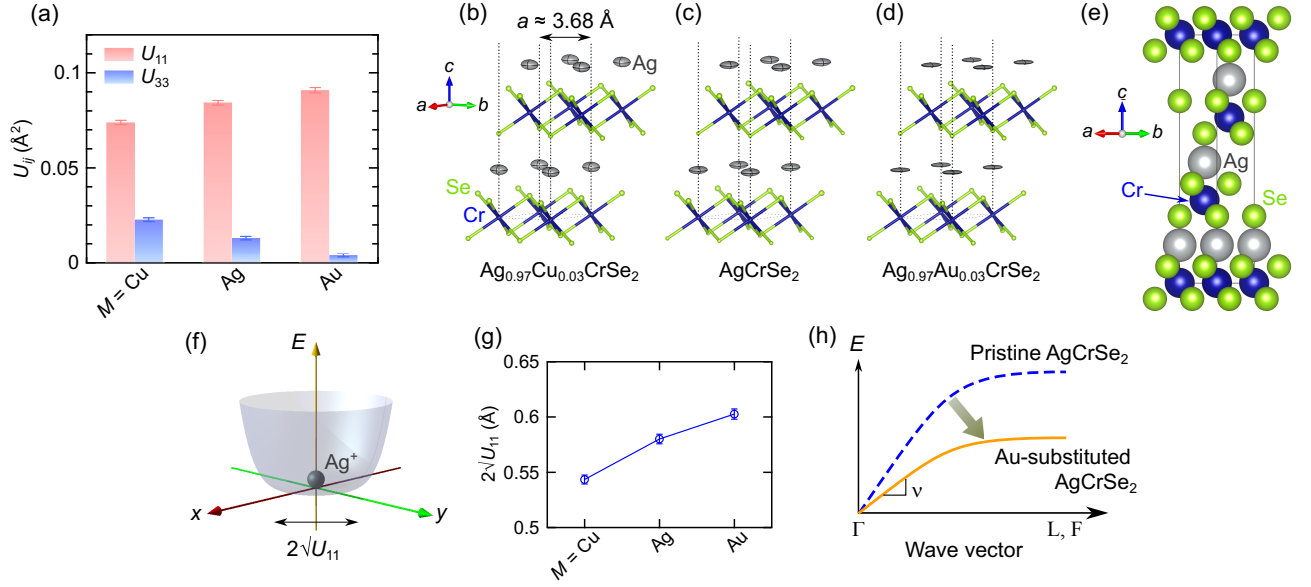 (a)
U₁₁
U₃₃
0.1
0.05
0
Uᵢⱼ (Å²)
M = Cu
Ag
Au
(b)
a ≈ 3.68 Å
c
a
b
Ag
Se
Cr
Ag₀.₉₇Cu₀.₀₃CrSe₂
(c)
AgCrSe₂
(d)
Ag₀.₉₇Au₀.₀₃CrSe₂
(e)
c
a
b
Ag
Cr
Se
(f)
E
Ag⁺
x
y
2√U₁₁
(g)
0.65
0.6
0.55
0.5
2√U₁₁ (Å)
M = Cu
Ag
Au
(h)
E
Pristine AgCrSe₂
Au-substituted
AgCrSe₂
ν
Γ
L, F
Wave vector